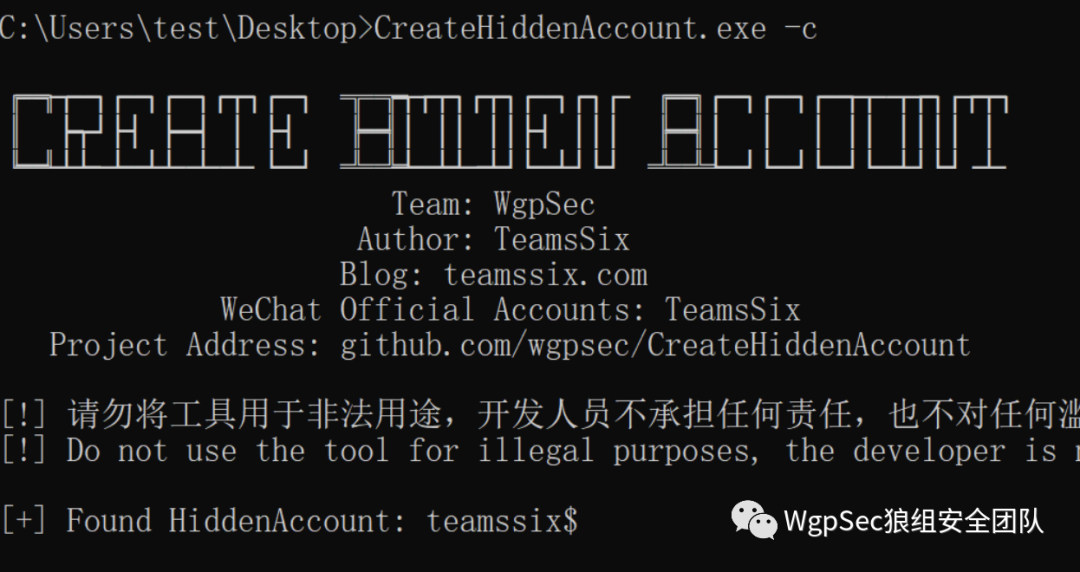 C:\Users\test\Desktop>CreateHiddenAccount.exe -c
CREATE HIDDEN ACCOUNT
Team: WgpSec
Author: TeamsSix
Blog: teamssix.com
WeChat Official Accounts: TeamsSix
Project Address: github.com/wgpsec/CreateHiddenAccount
[!] 请勿将工具用于非法用途，开发人员不承担任何责任，也不对任何滥
[!] Do not use the tool for illegal purposes, the developer is
[+] Found HiddenAccount: teamssix$
WgpSec狼组安全团队